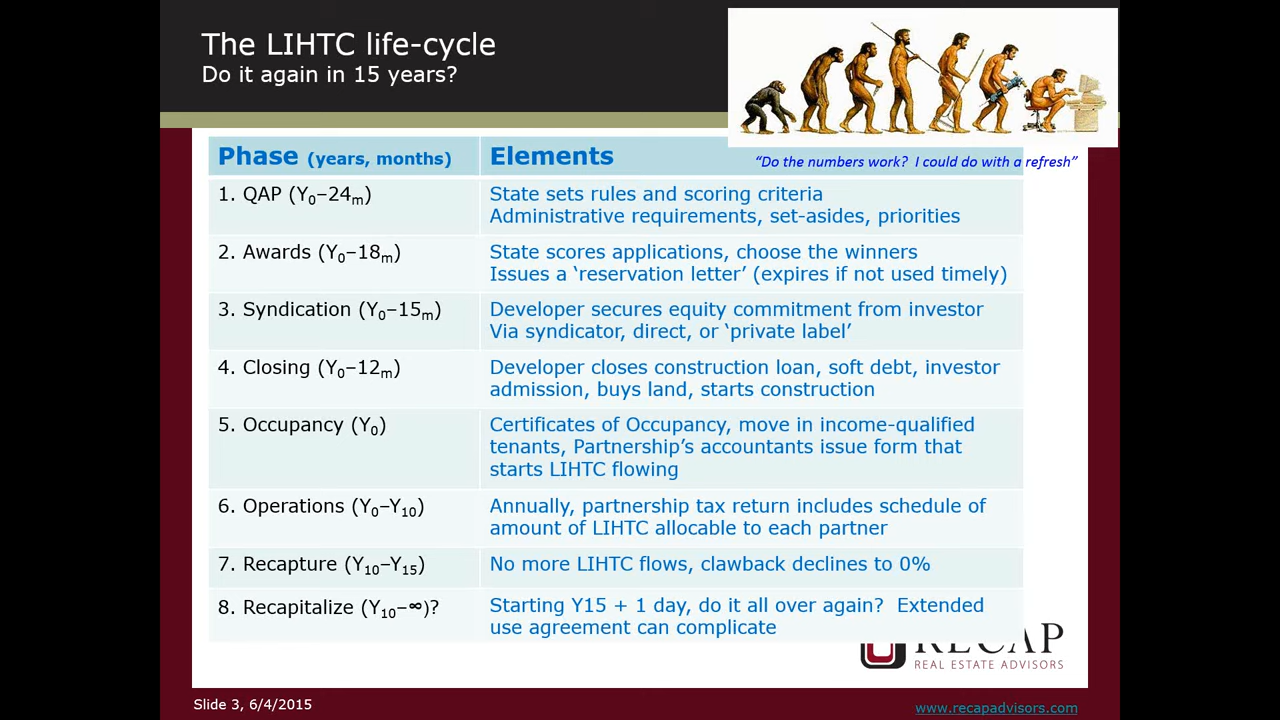 The LIHTC life-cycle
Do it again in 15 years?
Phase (years, months)
Elements
“Do the numbers work? I could do with a refresh”
1. QAP (Y0–24m)
State sets rules and scoring criteria
Administrative requirements, set-asides, priorities
2. Awards (Y0–18m)
State scores applications, choose the winners
Issues a ‘reservation letter’ (expires if not used timely)
3. Syndication (Y0–15m)
Developer secures equity commitment from investor
Via syndicator, direct, or ‘private label’
4. Closing (Y0–12m)
Developer closes construction loan, soft debt, investor
admission, buys land, starts construction
5. Occupancy (Y0)
Certificates of Occupancy, move in income-qualified
tenants, Partnership’s accountants issue form that
starts LIHTC flowing
6. Operations (Y0–Y10)
Annually, partnership tax return includes schedule of
amount of LIHTC allocable to each partner
7. Recapture (Y10–Y15)
No more LIHTC flows, clawback declines to 0%
8. Recapitalize (Y10–∞)?
Starting Y15 + 1 day, do it all over again? Extended
use agreement can complicate
RECAP
REAL ESTATE ADVISORS
Slide 3, 6/4/2015
www.recapadvisors.com